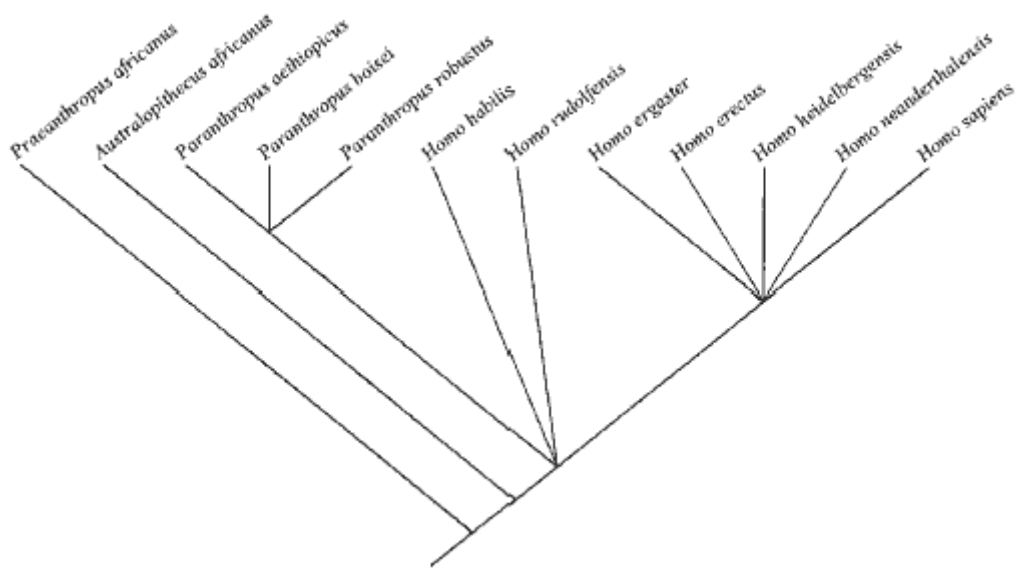 Praeanthropus africanus
Australopithecus africanus
Paranthropus aethiopicus
Paranthropus boisei
Paranthropus robustus
Homo habilis
Homo rudolfensis
Homo ergaster
Homo erectus
Homo heidelbergensis
Homo neanderthalensis
Homo sapiens